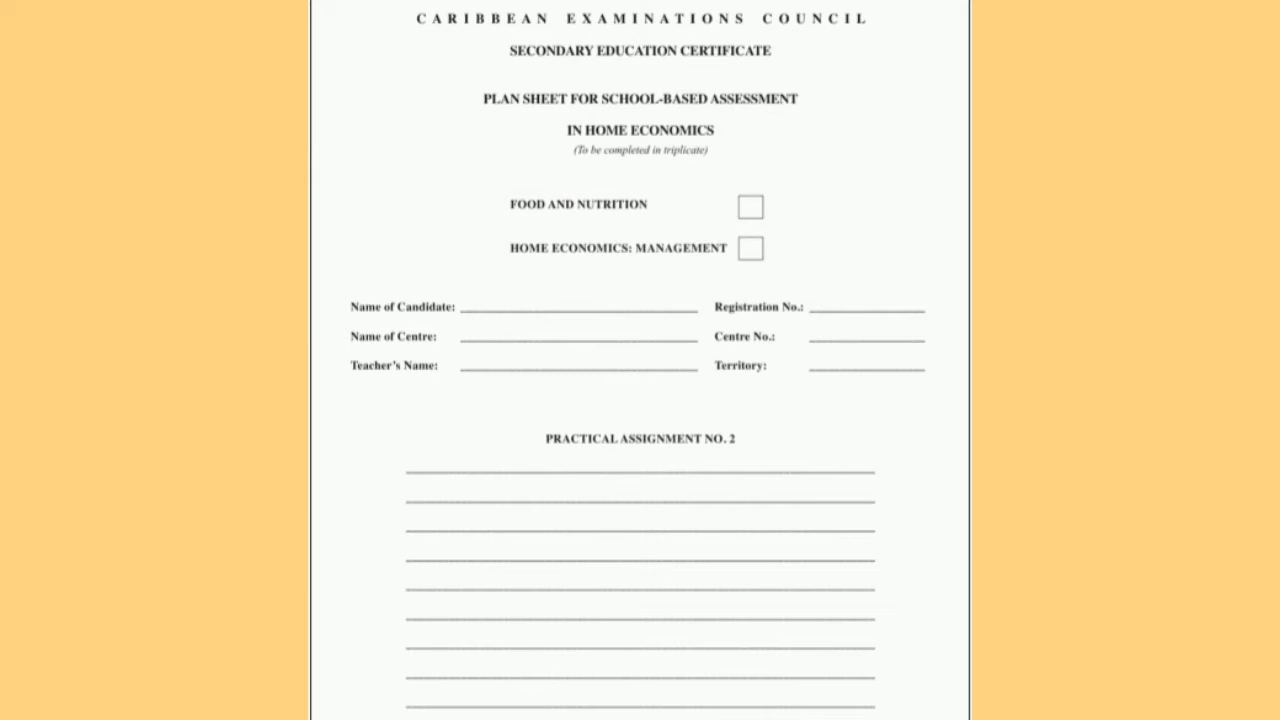 CARIBBEAN EXAMINATIONS COUNCIL
SECONDARY EDUCATION CERTIFICATE
PLAN SHEET FOR SCHOOL-BASED ASSESSMENT
IN HOME ECONOMICS
(To be completed in triplicate)
FOOD AND NUTRITION
HOME ECONOMICS: MANAGEMENT
Name of Candidate: Registration No.:
Name of Centre: Centre No.:
Teacher's Name: Territory:
PRACTICAL ASSIGNMENT NO. 2